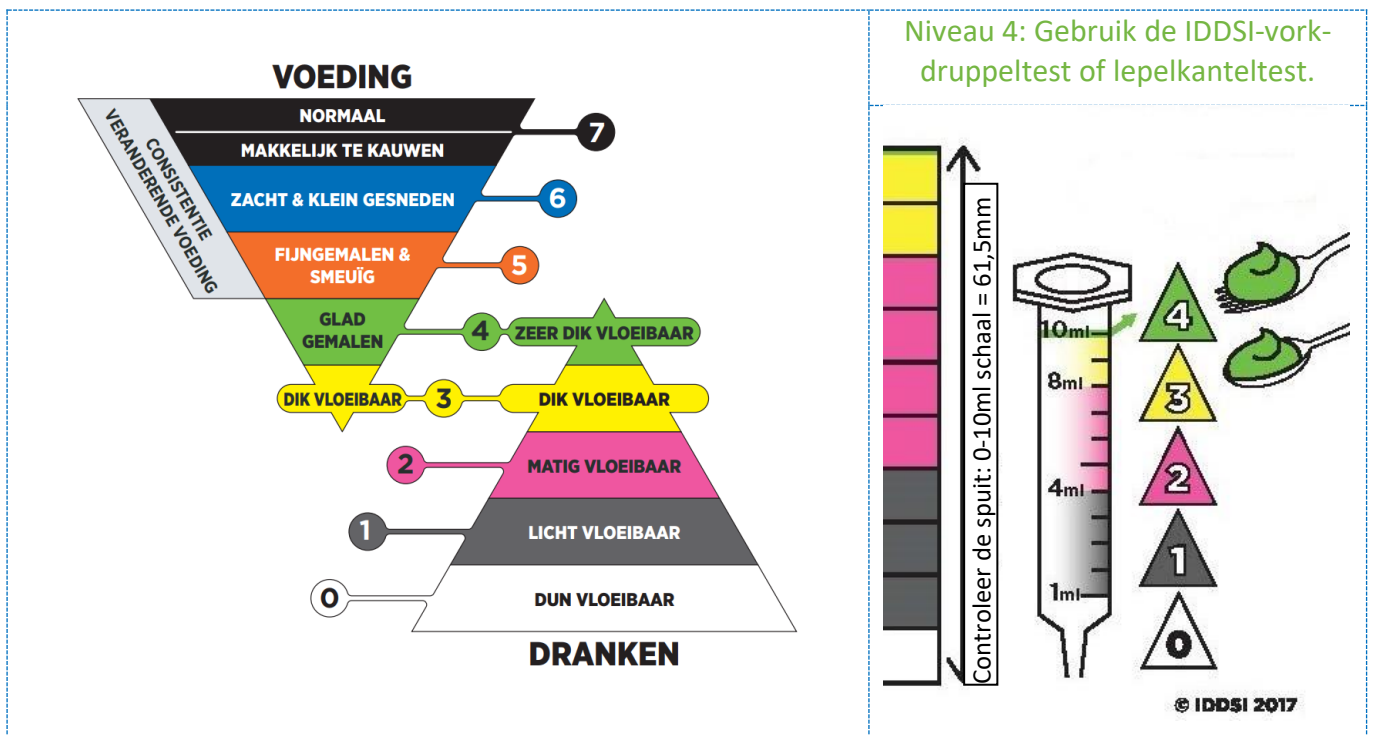 VOEDING
NORMAAL
MAKKELIJK TE KAUWEN
7
CONSISTENTIE
VERANDERENDE VOEDING
ZACHT & KLEIN GESNEDEN
6
FIJNGEMALEN &
SMEUÏG
5
GLAD
GEMALEN
4
ZEER DIK VLOEIBAAR
DIK VLOEIBAAR
3
DIK VLOEIBAAR
2
MATIG VLOEIBAAR
1
LICHT VLOEIBAAR
0
DUN VLOEIBAAR
DRANKEN
Niveau 4: Gebruik de IDDSI-vork-
druppeltest of lepelkanteltest.
Controleer de spuit: 0-10ml schaal = 61,5mm
10ml
8ml
4ml
1ml
4
3
2
1
0
© IDDSI 2017